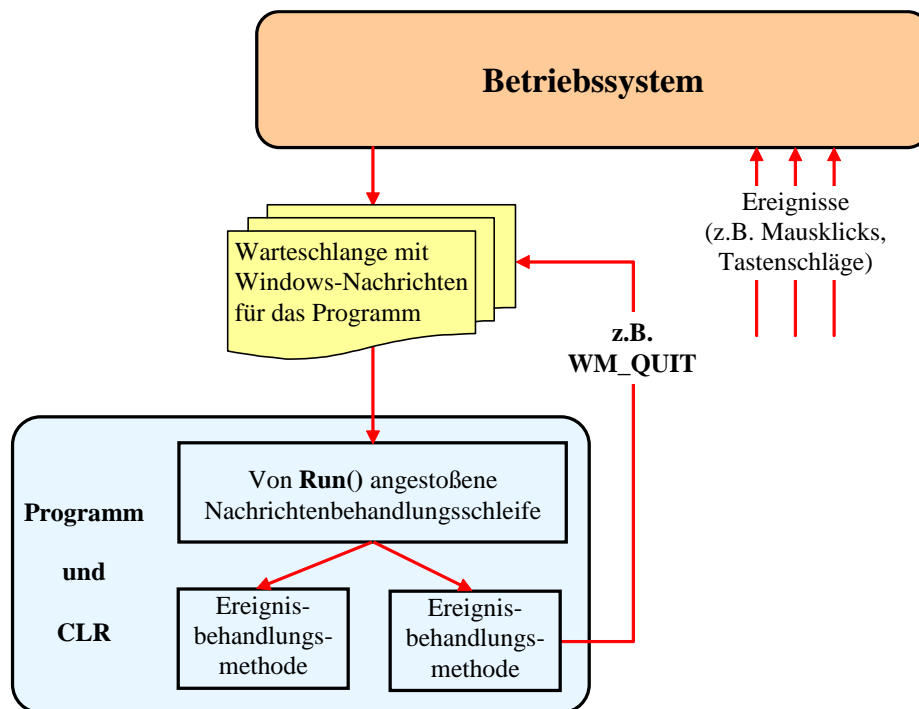 Betriebssystem
Ereignisse
(z.B. Mausklicks,
Tastenschläge)
Warteschlange mit
Windows-Nachrichten
für das Programm
z.B.
WM_QUIT
Programm
und
CLR
Von Run() angestoßene
Nachrichtenbehandlungsschleife
Ereignis-
behandlungs-
methode
Ereignis-
behandlungs-
methode